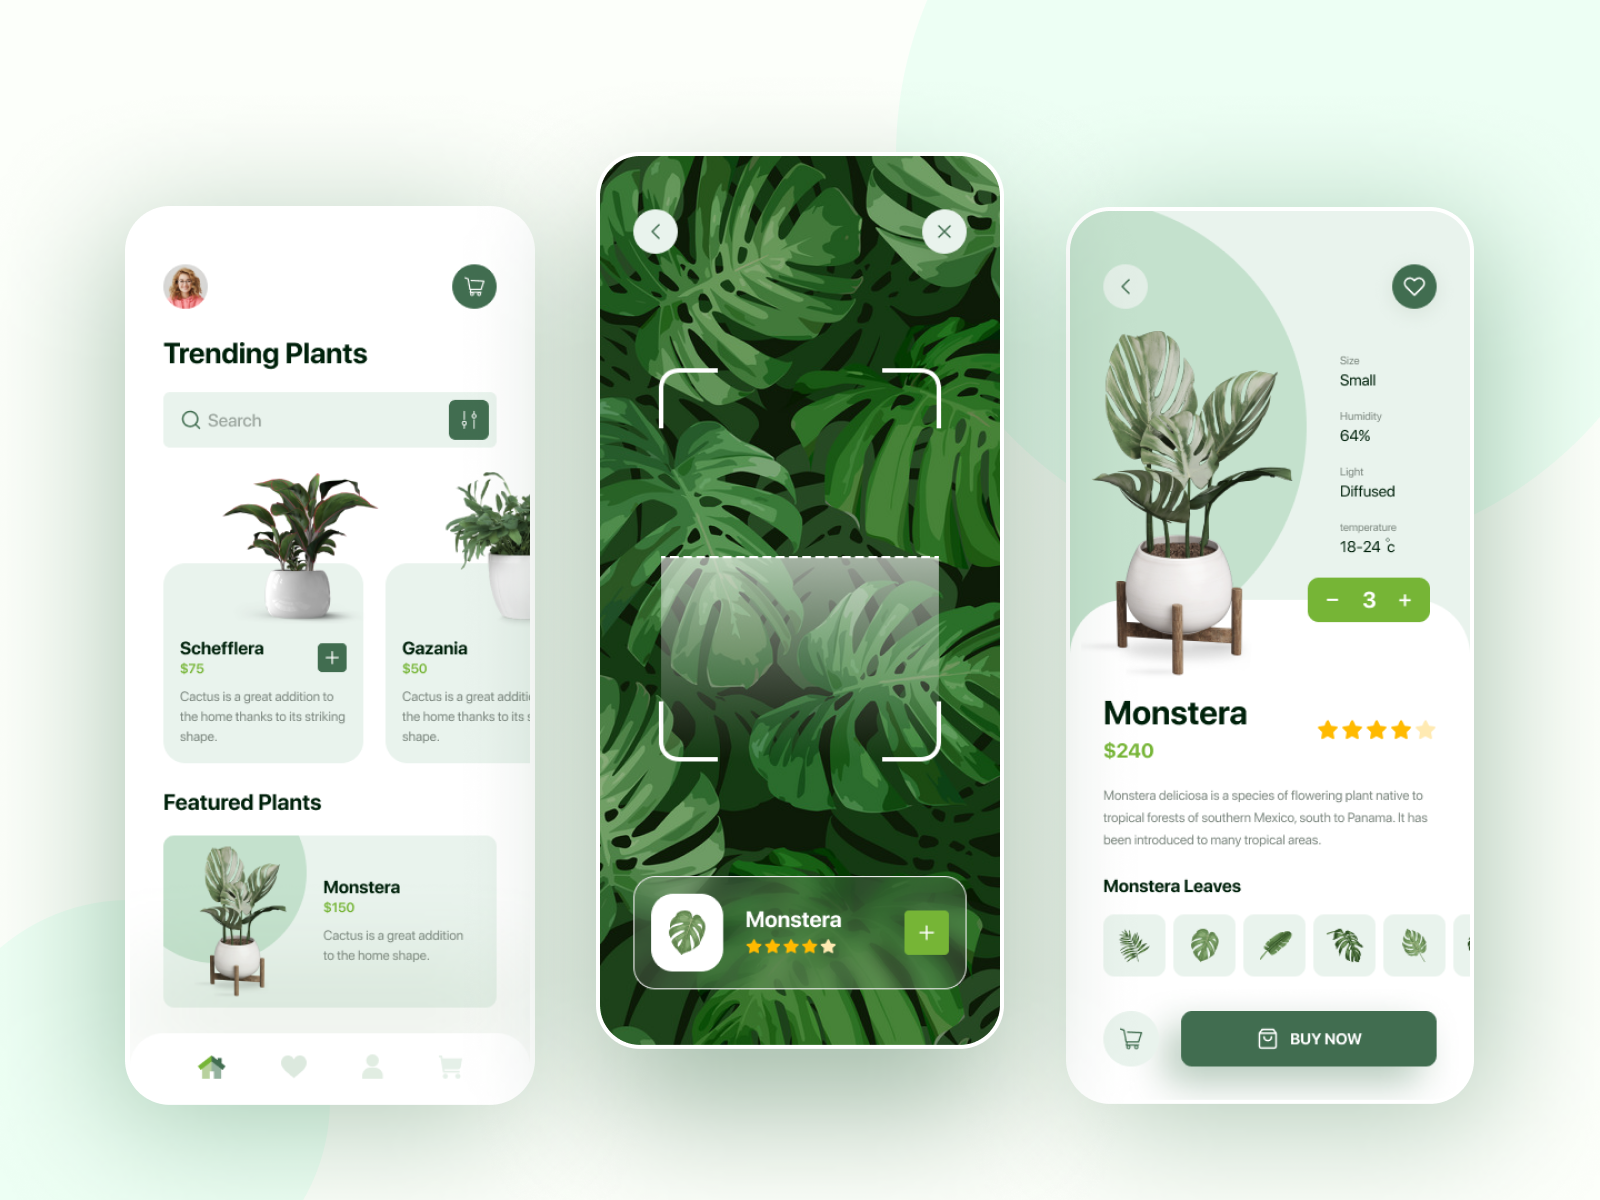 Trending Plants
Search
Schefflera
$75
Cactus is a great addition to
the home thanks to its striking
shape.
Gazania
$50
Cactus is a great additi
the home thanks to its s
shape.
Featured Plants
Monstera
$150
Cactus is a great addition
to the home shape.
Monstera
Size
Small
Humidity
64%
Light
Diffused
temperature
18-24 °c
3
Monstera
$240
Monstera deliciosa is a species of flowering plant native to
tropical forests of southern Mexico, south to Panama. It has
been introduced to many tropical areas.
Monstera Leaves
BUY NOW